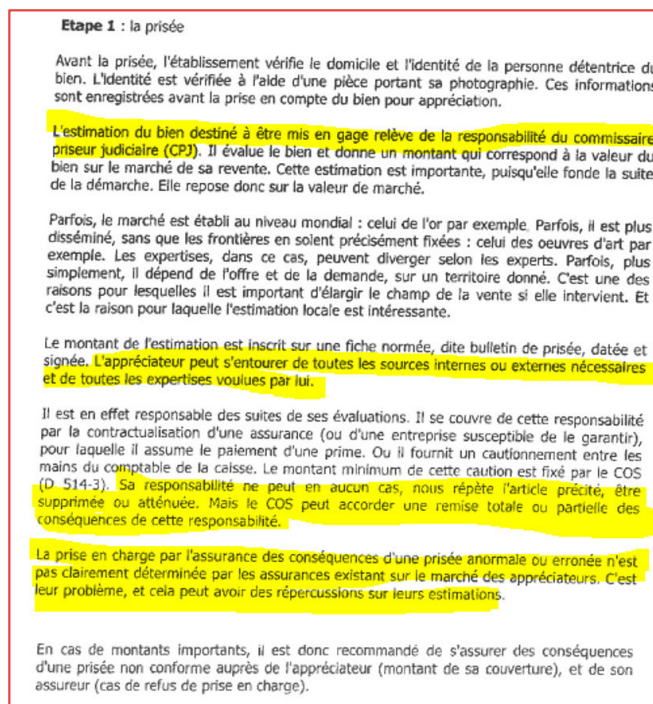 Etape 1 : la prisée
Avant la prisée, l'établissement vérifie le domicile et l'identité de la personne détentrice du
bien. L'identité est vérifiée à l'aide d'une pièce portant sa photographie. Ces informations
sont enregistrées avant la prise en compte du bien pour appréciation.
L'estimation du bien destiné à être mis en gage relève de la responsabilité du commissaire
priseur judiciaire (CPJ). Il évalue le bien et donne un montant qui correspond à la valeur du
bien sur le marché de sa revente. Cette estimation est importante, puisqu'elle fonde la suite
de la démarche. Elle repose donc sur la valeur de marché.
Parfois, le marché est établi au niveau mondial : celui de l'or par exemple. Parfois, il est plus
disséminé, sans que les frontières en soient précisément fixées : celui des oeuvres d'art par
exemple. Les expertises, dans ce cas, peuvent diverger selon les experts. Parfois, plus
simplement, il dépend de l'offre et de la demande, sur un territoire donné. C'est une des
raisons pour lesquelles il est important d'élargir le champ de la vente si elle intervient. Et
c'est la raison pour laquelle l'estimation locale est intéressante.
Le montant de l'estimation est inscrit sur une fiche normée, dite bulletin de prisée, datée et
signée. L'appréciateur peut s'entourer de toutes les sources internes ou externes nécessaires
et de toutes les expertises voulues par lui.
Il est en effet responsable des suites de ses évaluations. Il se couvre de cette responsabilité
par la contractualisation d'une assurance (ou d'une entreprise susceptible de le garantir),
pour laquelle il assume le paiement d'une prime. Ou il fournit un cautionnement entre les
mains du comptable de la caisse. Le montant minimum de cette caution est fixé par le COS
(D 514-3). Sa responsabilité ne peut en aucun cas, nous répète l'article précité, être
supprimée ou atténuée. Mais le COS peut accorder une remise totale ou partielle des
conséquences de cette responsabilité.
La prise en charge par l'assurance des conséquences d'une prisée anormale ou erronée n'est
pas clairement déterminée par les assurances existant sur le marché des appréciateurs. C'est
leur problème, et cela peut avoir des répercussions sur leurs estimations.
En cas de montants importants, il est donc recommandé de s'assurer des conséquences
d'une prisée non conforme auprès de l'appréciateur (montant de sa couverture), et de son
assureur (cas de refus de prise en charge).